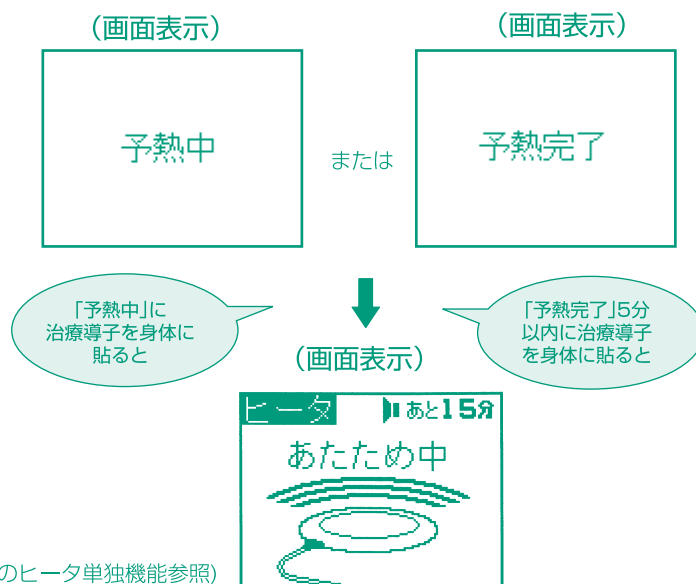 (画面表示)
(画面表示)
予熱中
または
予熱完了
「予熱中」に
治療導子を身体に
貼ると
「予熱完了」5分
以内に治療導子
を身体に貼ると
(画面表示)
ヒータ
あと15分
あたため中
のヒータ単独機能参照)